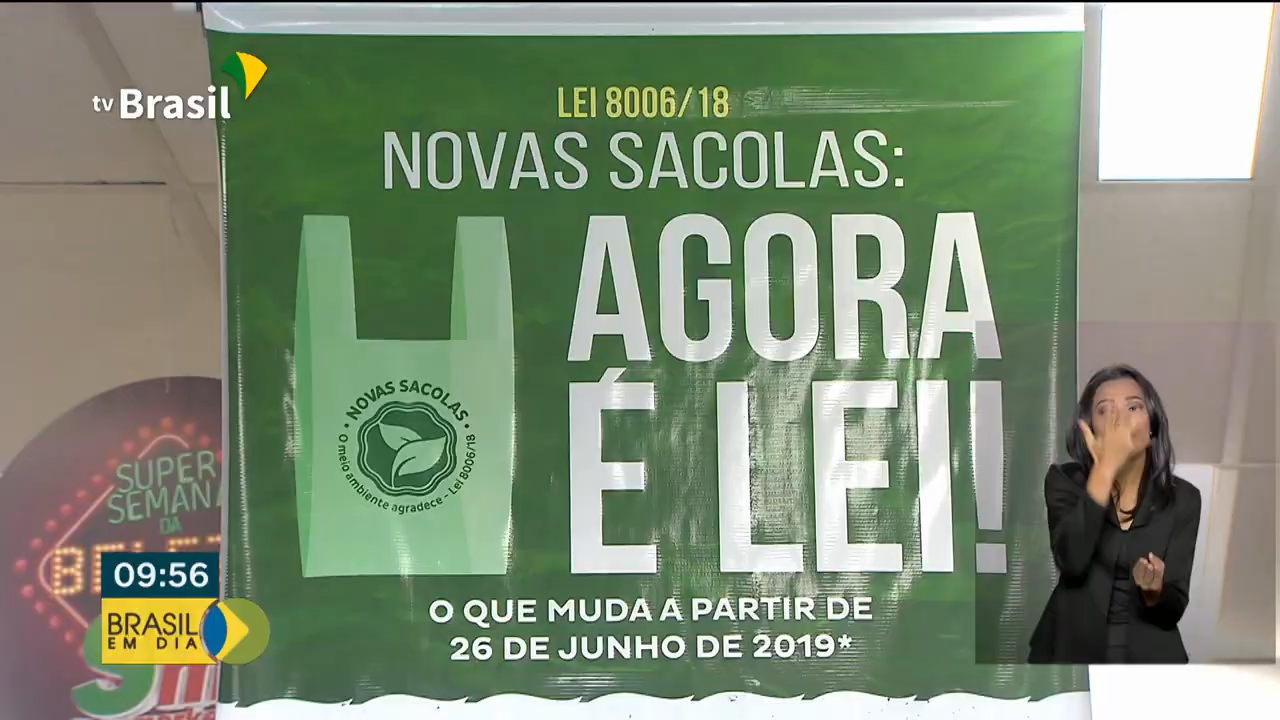 tv Brasil
LEI 8006/18
NOVAS SACOLAS:
AGORA
É LEI!
• NOVAS SACOLAS •
O meio ambiente agradece - Lei 8006/18
O QUE MUDA A PARTIR DE
26 DE JUNHO DE 2019*
SUPER
SEMANA
DA
09:56
BRASIL
EM DIA